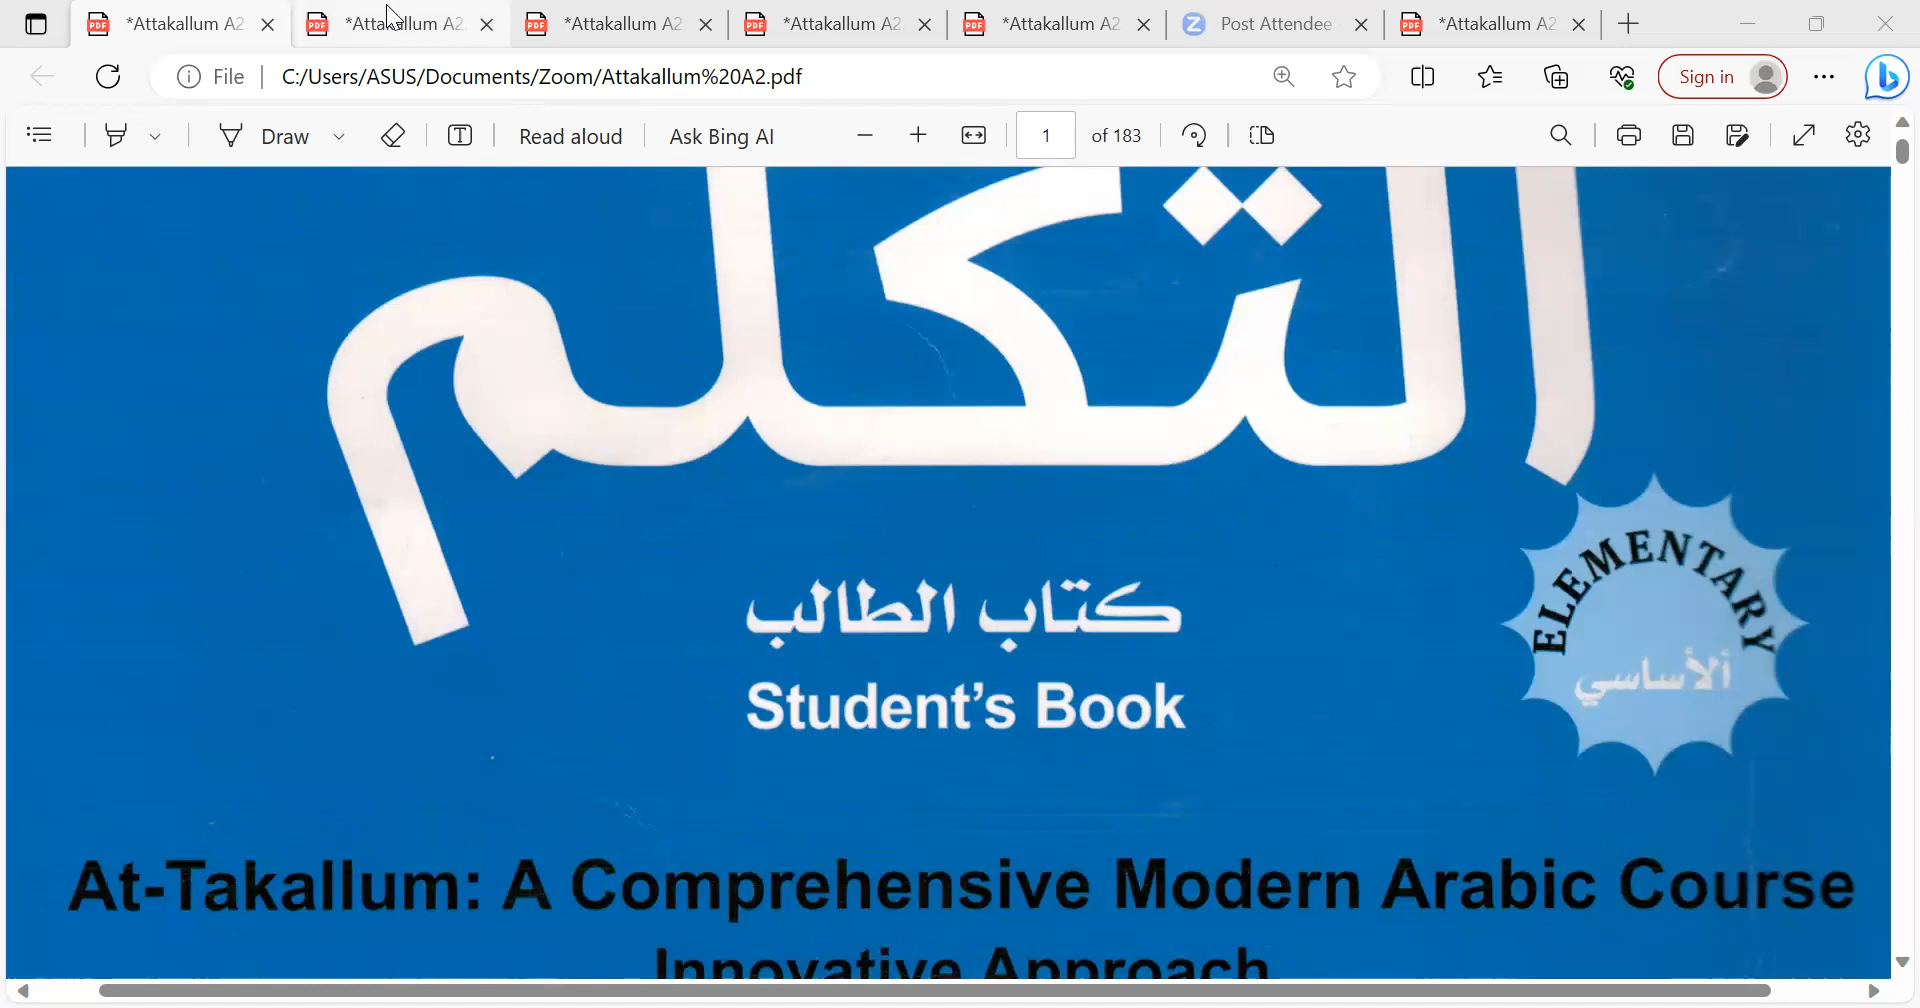 *Attakallum A2 *Attakallum A2 *Attakallum A2 *Attakallum A2 *Attakallum A2 Post Attendee *Attakallum A2
File C:/Users/ASUS/Documents/Zoom/Attakallum%20A2.pdf Sign in
Draw Read aloud Ask Bing AI 1 of 183
التكلم
كتاب الطالب
Student's Book
ELEMENTARY
ألأساسي
At-Takallum: A Comprehensive Modern Arabic Course
Innovative Approach